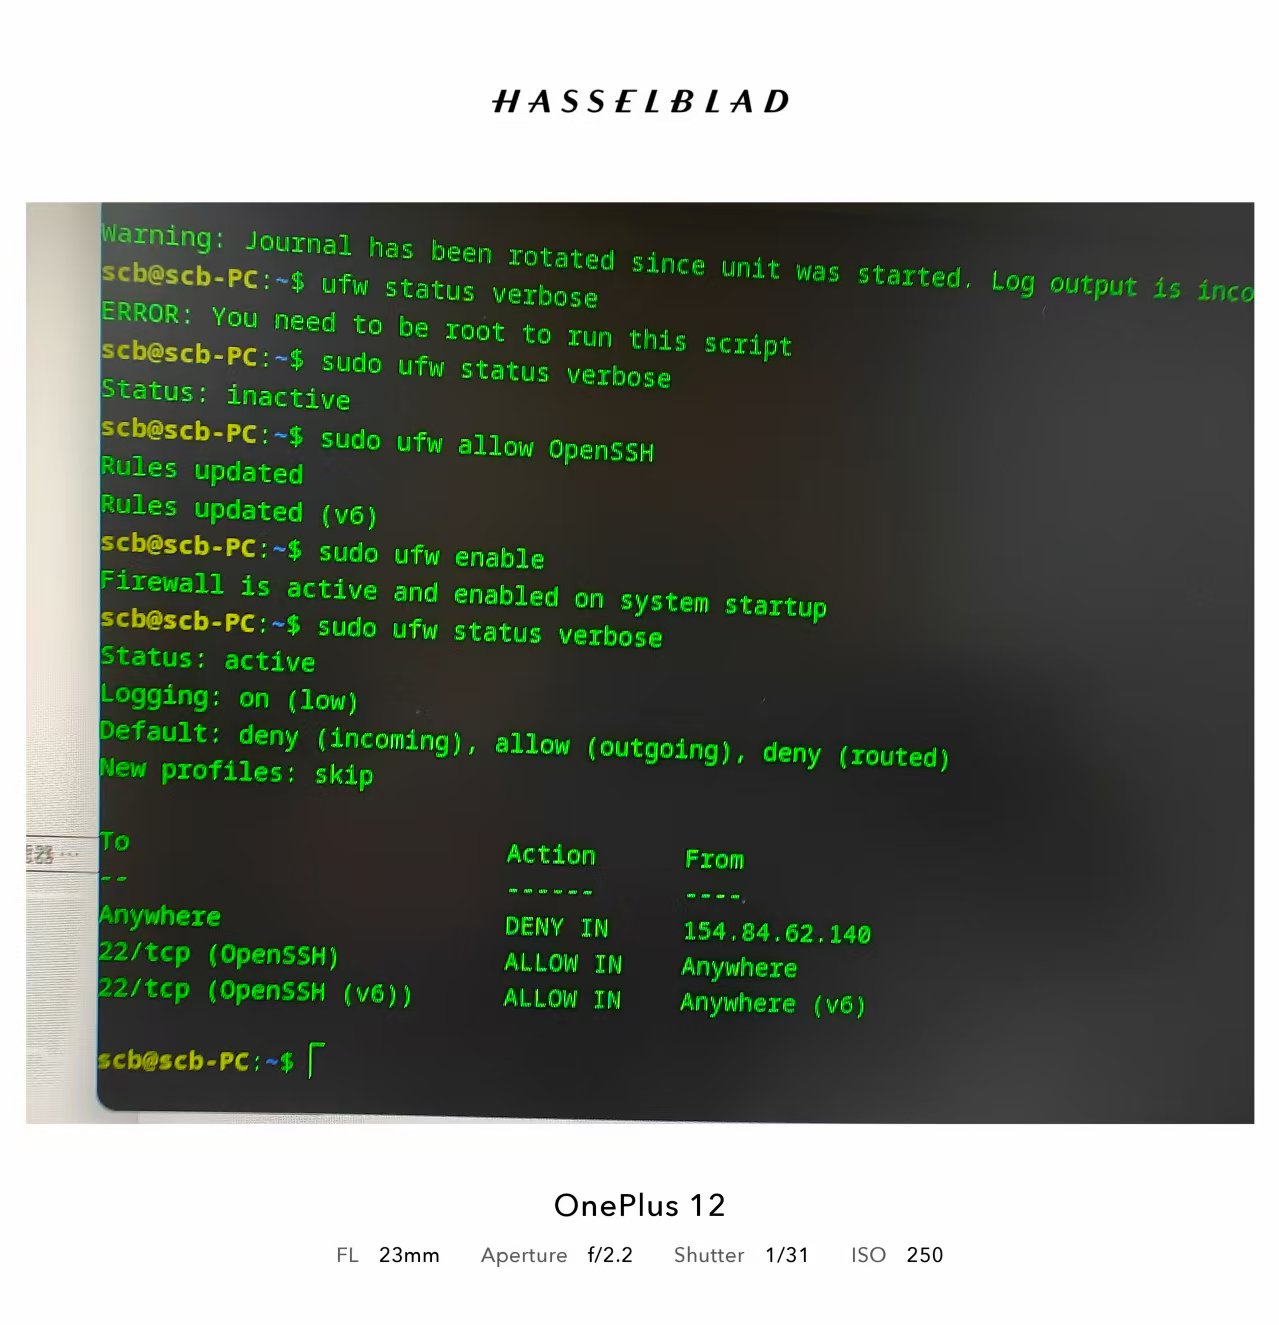 HASSELBLAD
Warning: Journal has been rotated since unit was started. Log output is inco
scb@scb-PC:~$ ufw status verbose
ERROR: You need to be root to run this script
scb@scb-PC:~$ sudo ufw status verbose
Status: inactive
scb@scb-PC:~$ sudo ufw allow OpenSSH
Rules updated
Rules updated (v6)
scb@scb-PC:~$ sudo ufw enable
Firewall is active and enabled on system startup
scb@scb-PC:~$ sudo ufw status verbose
Status: active
Logging: on (low)
Default: deny (incoming), allow (outgoing), deny (routed)
New profiles: skip
To Action From
-- ------ ----
Anywhere DENY IN 154.84.62.140
22/tcp (OpenSSH) ALLOW IN Anywhere
22/tcp (OpenSSH (v6)) ALLOW IN Anywhere (v6)
scb@scb-PC:~$
OnePlus 12
FL 23mm Aperture f/2.2 Shutter 1/31 ISO 250